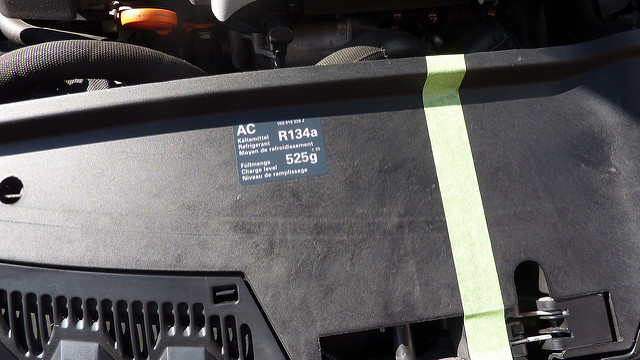 AC
Kältemittel
Refrigerant R134a
Moyen de refroidissement
Füllmenge
Charge level 525g
Niveau de remplissage